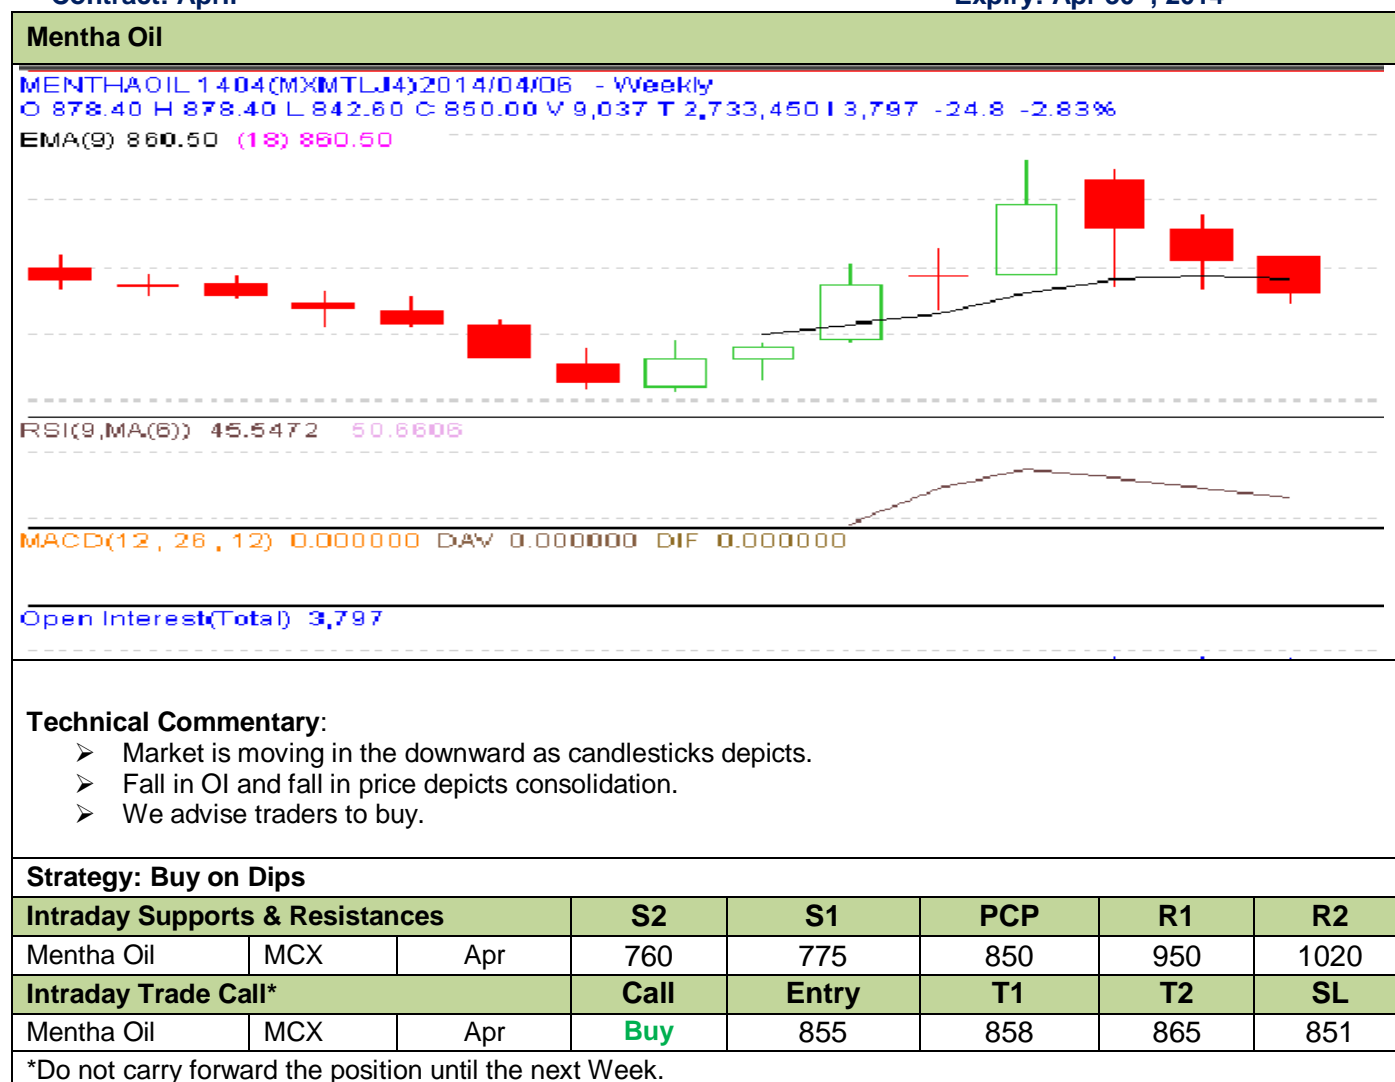 Contract: April Expiry: Apr 30 , 2014
Mentha Oil
MENTHAOIL 1404(MXMTLJ4)2014/04/06 - Weekly
O 878.40 H 878.40 L 842.60 C 850.00 V 9,037 T 2,733,450 I 3,797 -24.8 -2.83%
EMA(9) 860.50 (18) 860.50
RSI(9,MA(6)) 45.5472 50.6606
MACD(12, 26, 12) 0.000000 DAV 0.000000 DIF 0.000000
Open Interest(Total) 3,797
Technical Commentary:
➢ Market is moving in the downward as candlesticks depicts.
➢ Fall in OI and fall in price depicts consolidation.
➢ We advise traders to buy.
Strategy: Buy on Dips
Intraday Supports & Resistances S2 S1 PCP R1 R2
Mentha Oil MCX Apr 760 775 850 950 1020
Intraday Trade Call* Call Entry T1 T2 SL
Mentha Oil MCX Apr Buy 855 858 865 851
*Do not carry forward the position until the next Week.